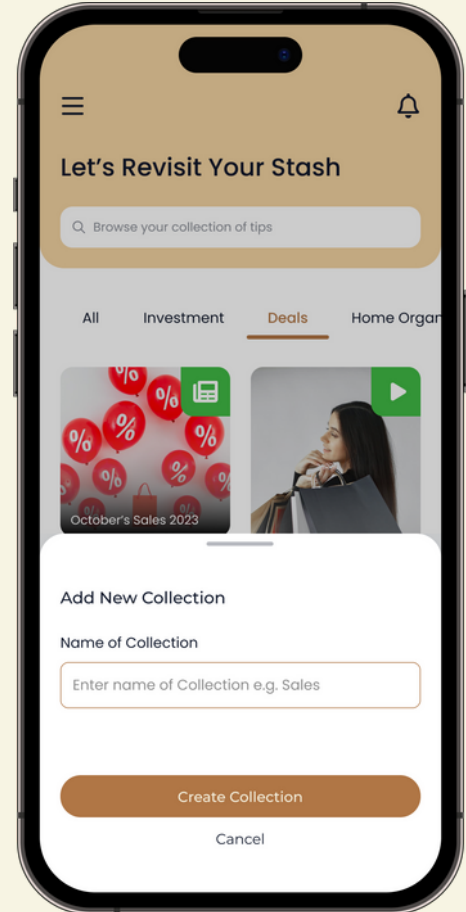 Let's Revisit Your Stash
Browse your collection of tips
All Investment Deals Home Organ
% % % % % %
October's Sales 2023
Add New Collection
Name of Collection
Enter name of Collection e.g. Sales
Create Collection
Cancel